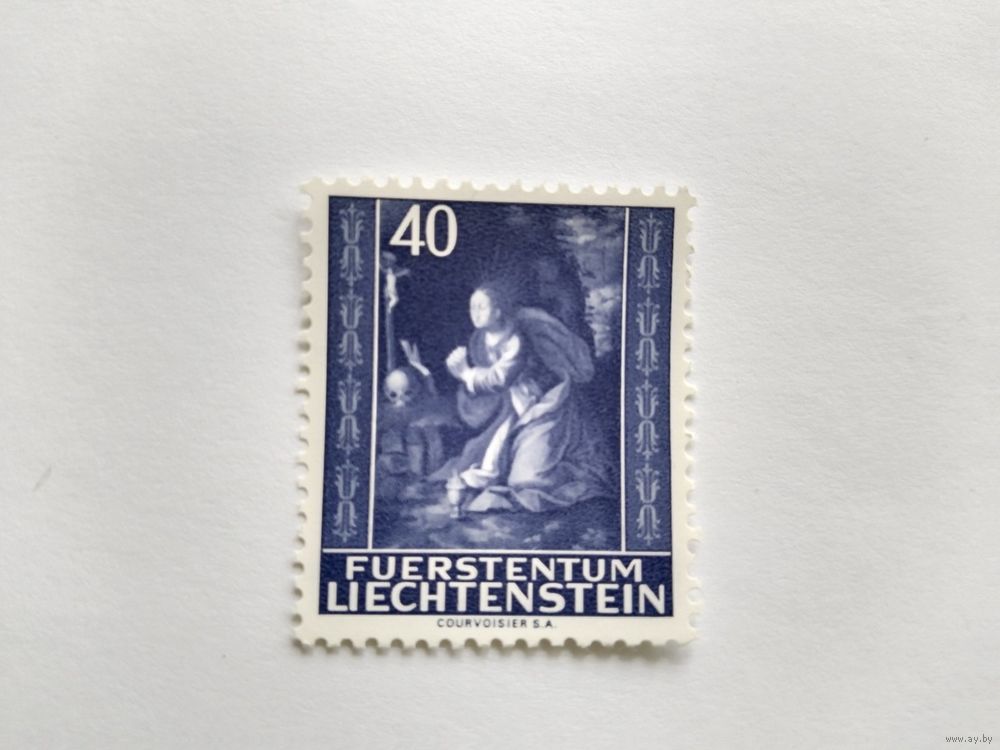 40
FUERSTENTUM
LIECHTENSTEIN
COURVOISIER S.A.
www.ay.by